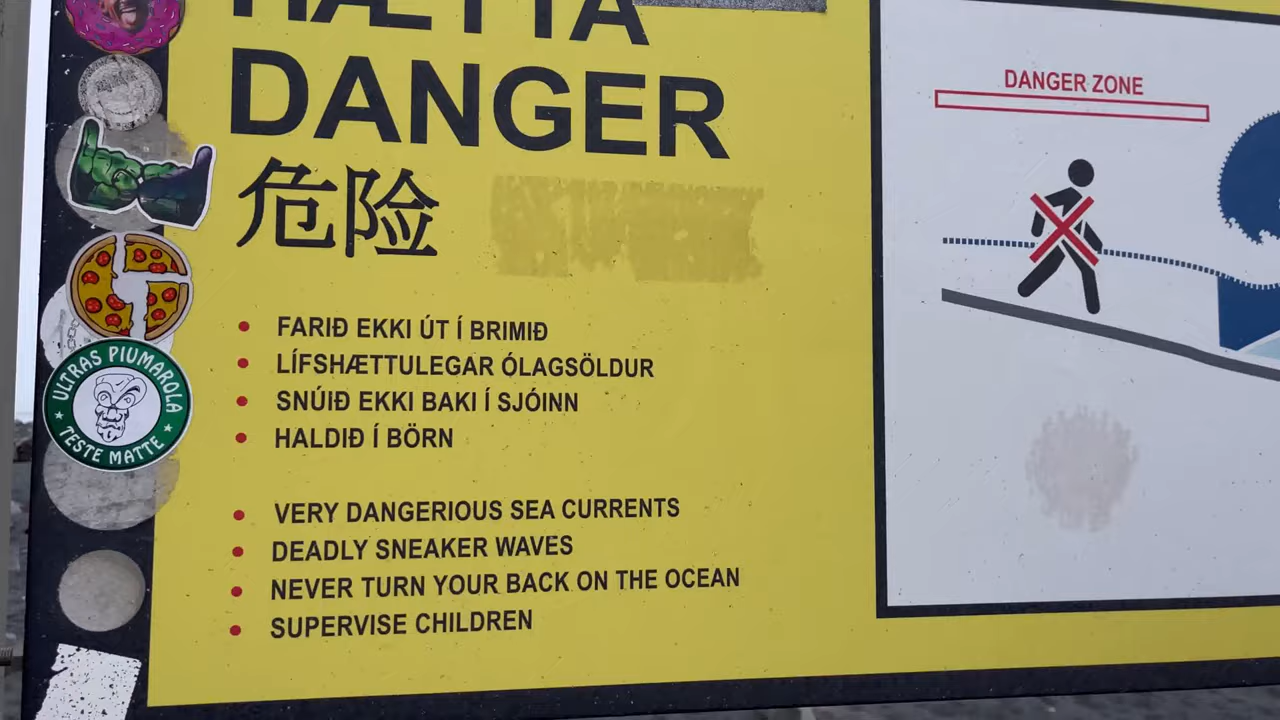 HÆTTA
DANGER
危险
FARIÐ EKKI ÚT Í BRIMIÐ
LÍFSHÆTTULEGAR ÓLAGSÖLDUR
SNÚIÐ EKKI BAKI Í SJÓINN
HALDIÐ Í BÖRN
VERY DANGERIOUS SEA CURRENTS
DEADLY SNEAKER WAVES
NEVER TURN YOUR BACK ON THE OCEAN
SUPERVISE CHILDREN
DANGER ZONE
ULTRAS PIUMAROLA
TESTE MATTE